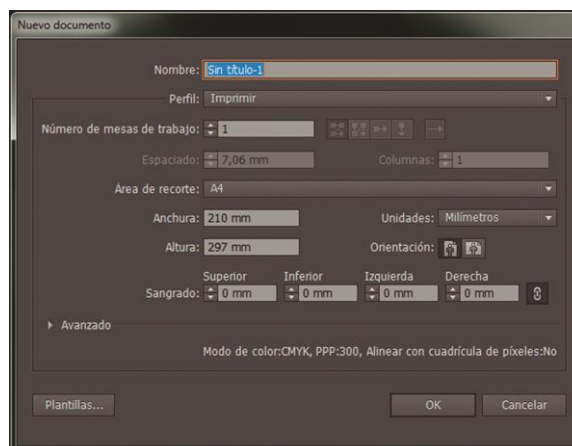 Nuevo documento
Nombre: Sin título-1
Perfil: Imprimir
Número de mesas de trabajo: 1
Espaciado: 7,06 mm Columnas: 1
Área de recorte: A4
Anchura: 210 mm Unidades: Milímetros
Altura: 297 mm Orientación:
Superior Inferior Izquierda Derecha
Sangrado: 0 mm 0 mm 0 mm 0 mm
Avanzado
Modo de color:CMYK, PPP:300, Alinear con cuadrícula de píxeles:No
Plantillas... OK Cancelar